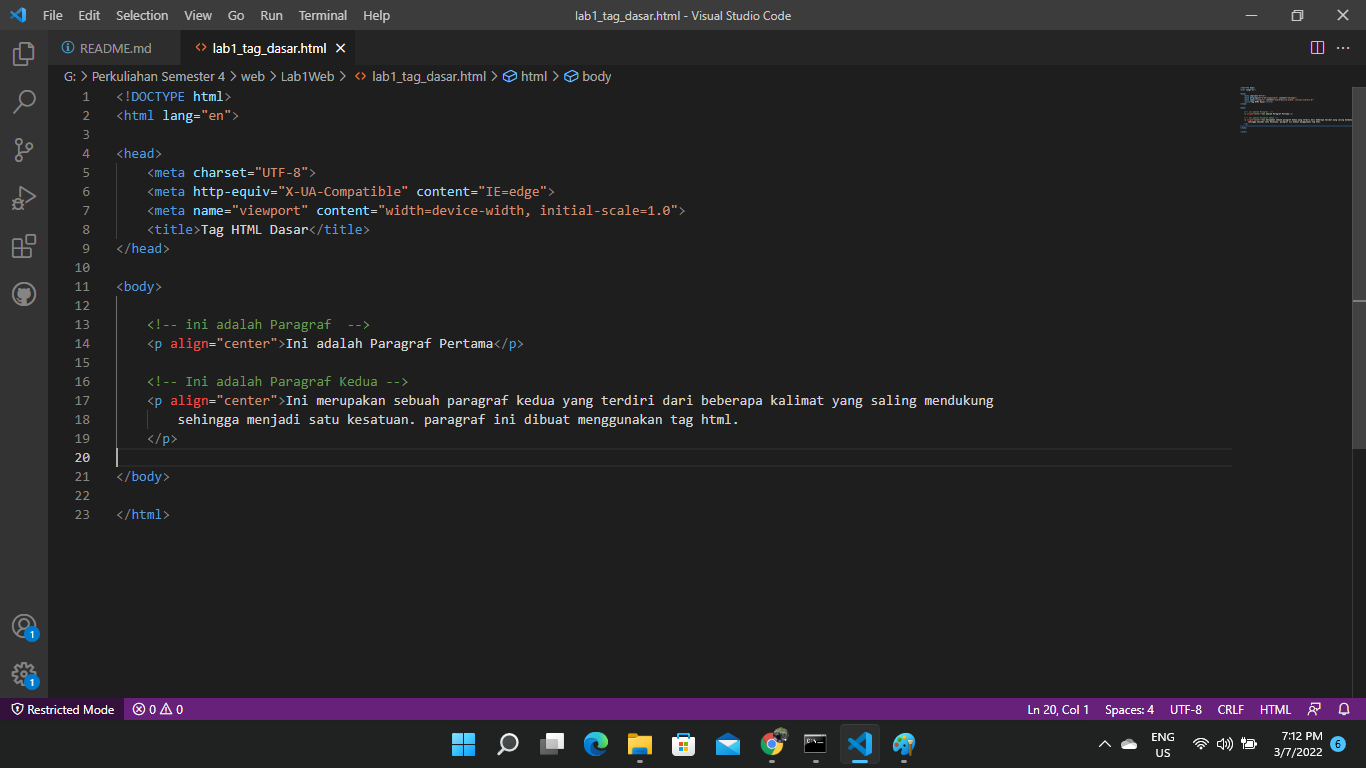 File Edit Selection View Go Run Terminal Help lab1_tag_dasar.html - Visual Studio Code
README.md lab1_tag_dasar.html
G: > Perkuliahan Semester 4 > web > Lab1Web > lab1_tag_dasar.html > html > body
1 <!DOCTYPE html>
2 <html lang="en">
3
4 <head>
5 <meta charset="UTF-8">
6 <meta http-equiv="X-UA-Compatible" content="IE=edge">
7 <meta name="viewport" content="width=device-width, initial-scale=1.0">
8 <title>Tag HTML Dasar</title>
9 </head>
10
11 <body>
12
13 <!-- ini adalah Paragraf  -->
14 <p align="center">Ini adalah Paragraf Pertama</p>
15
16 <!-- Ini adalah Paragraf Kedua -->
17 <p align="center">Ini merupakan sebuah paragraf kedua yang terdiri dari beberapa kalimat yang saling mendukung
18 sehingga menjadi satu kesatuan. paragraf ini dibuat menggunakan tag html.
19 </p>
20
21 </body>
22
23 </html>
1
1
Restricted Mode 0 0 Ln 20, Col 1 Spaces: 4 UTF-8 CRLF HTML
ENG 7:12 PM
US 3/7/2022 6